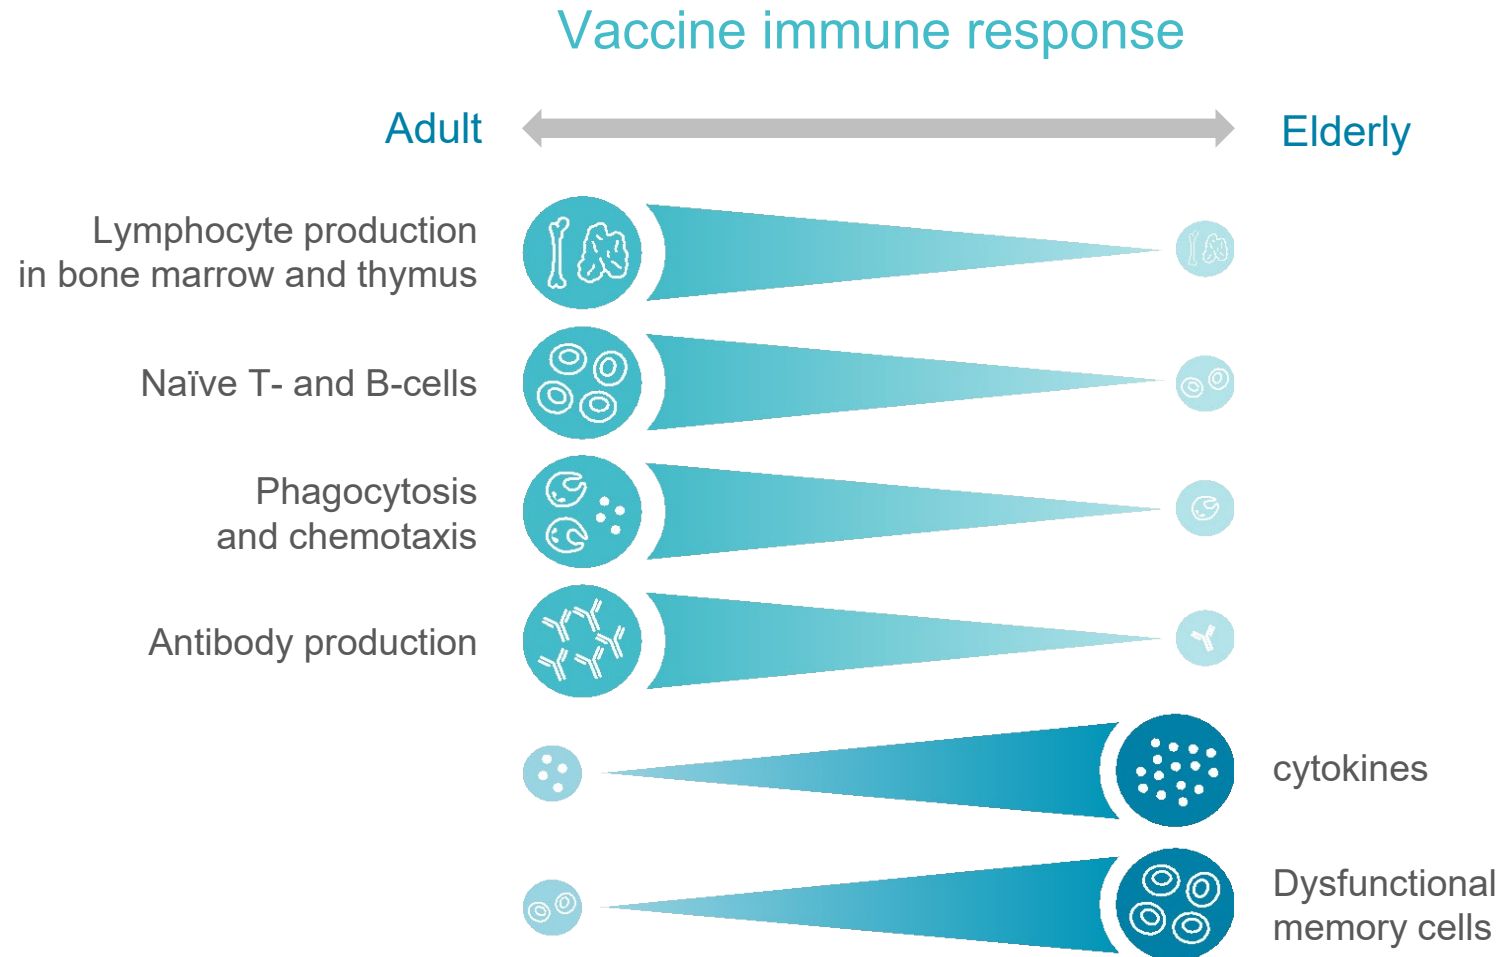 Vaccine immune response
Adult
Elderly
Lymphocyte production
in bone marrow and thymus
Naïve T- and B-cells
Phagocytosis
and chemotaxis
Antibody production
cytokines
Dysfunctional
memory cells